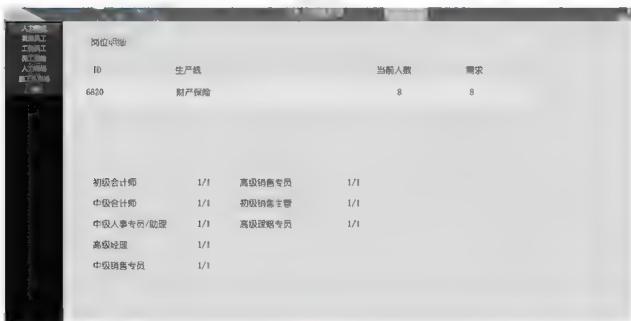 岗位明细
ID 生产线 当前人数 需求
6820 财产保险 8 8
初级会计师 1/1 高级销售专员 1/1
中级会计师 1/1 初级销售主管 1/1
中级人事专员/助理 1/1 高级理赔专员 1/1
高级经理 1/1
中级销售专员 1/1